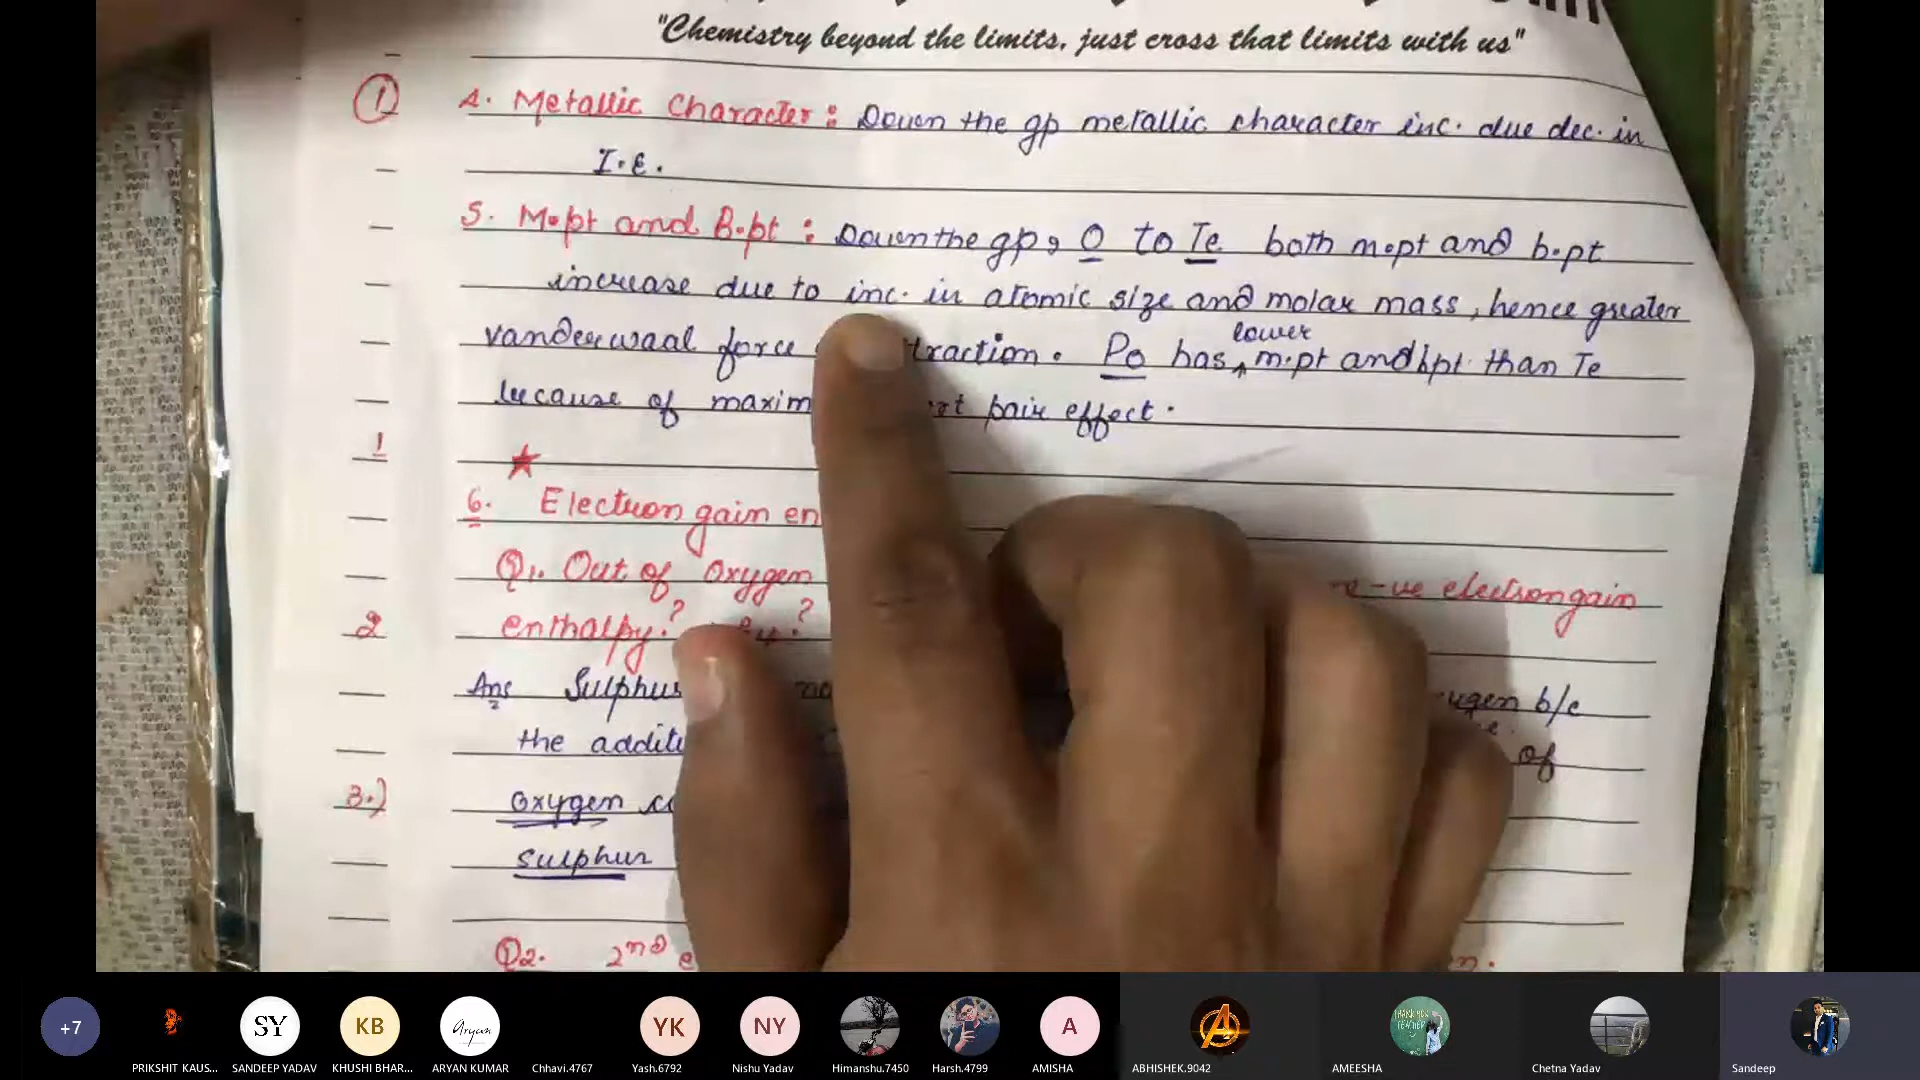 "Chemistry beyond the limits, just cross that limits with us"
① 4. Metallic Character : Down the gp metallic character inc. due dec. in
I.E.
5. M.pt and B.pt : Down the gp, O to Te both m.pt and b.pt
increase due to inc. in atomic size and molar mass, hence greater
vanderwaal force traction. Po has lower m.pt and bpt. than Te
because of maxim pair effect.
1
6. Electron gain en
Q1. Out of oxygen -ve electron gain
2 enthalpy? ?
Ans Sulphur b/c
the additi of
3.) oxygen
sulphur
Q2. 2nd e
+7
SY
KB
Aryan
YK
NY
A
A
THANK YOU TEACHER
PRIKSHIT KAUS...
SANDEEP YADAV
KHUSHI BHAR...
ARYAN KUMAR
Chhavi.4767
Yash.6792
Nishu Yadav
Himanshu.7450
Harsh.4799
AMISHA
ABHISHEK.9042
AMEESHA
Chetna Yadav
Sandeep